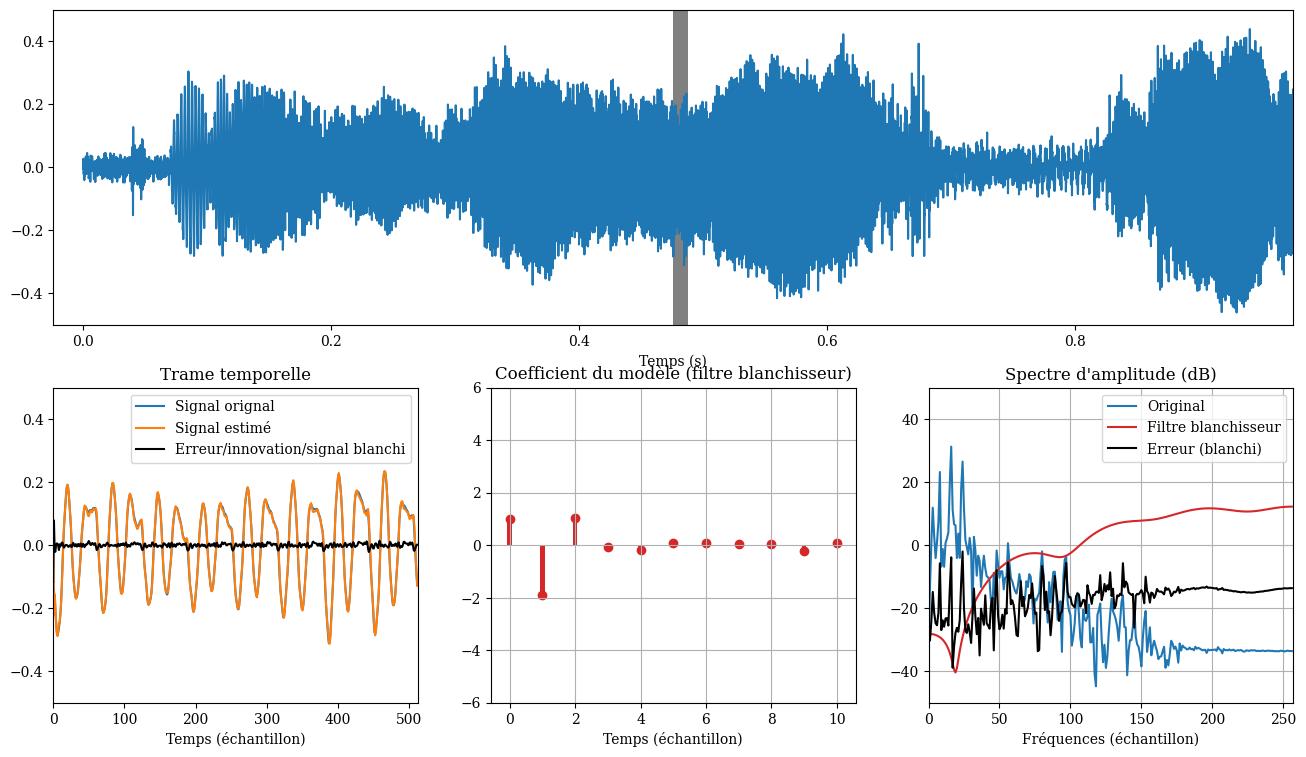 0.4
0.2
0.0
−0.2
−0.4
0.0 0.2 0.4 0.6 0.8
Temps (s)
Trame temporelle
Signal orignal
Signal estimé
Erreur/innovation/signal blanchi
0.4
0.2
0.0
−0.2
−0.4
0 100 200 300 400 500
Temps (échantillon)
Coefficient du modèle (filtre blanchisseur)
6
4
2
0
−2
−4
−6
0 2 4 6 8 10
Temps (échantillon)
Spectre d'amplitude (dB)
Original
Filtre blanchisseur
Erreur (blanchi)
40
20
0
−20
−40
0 50 100 150 200 250
Fréquences (échantillon)